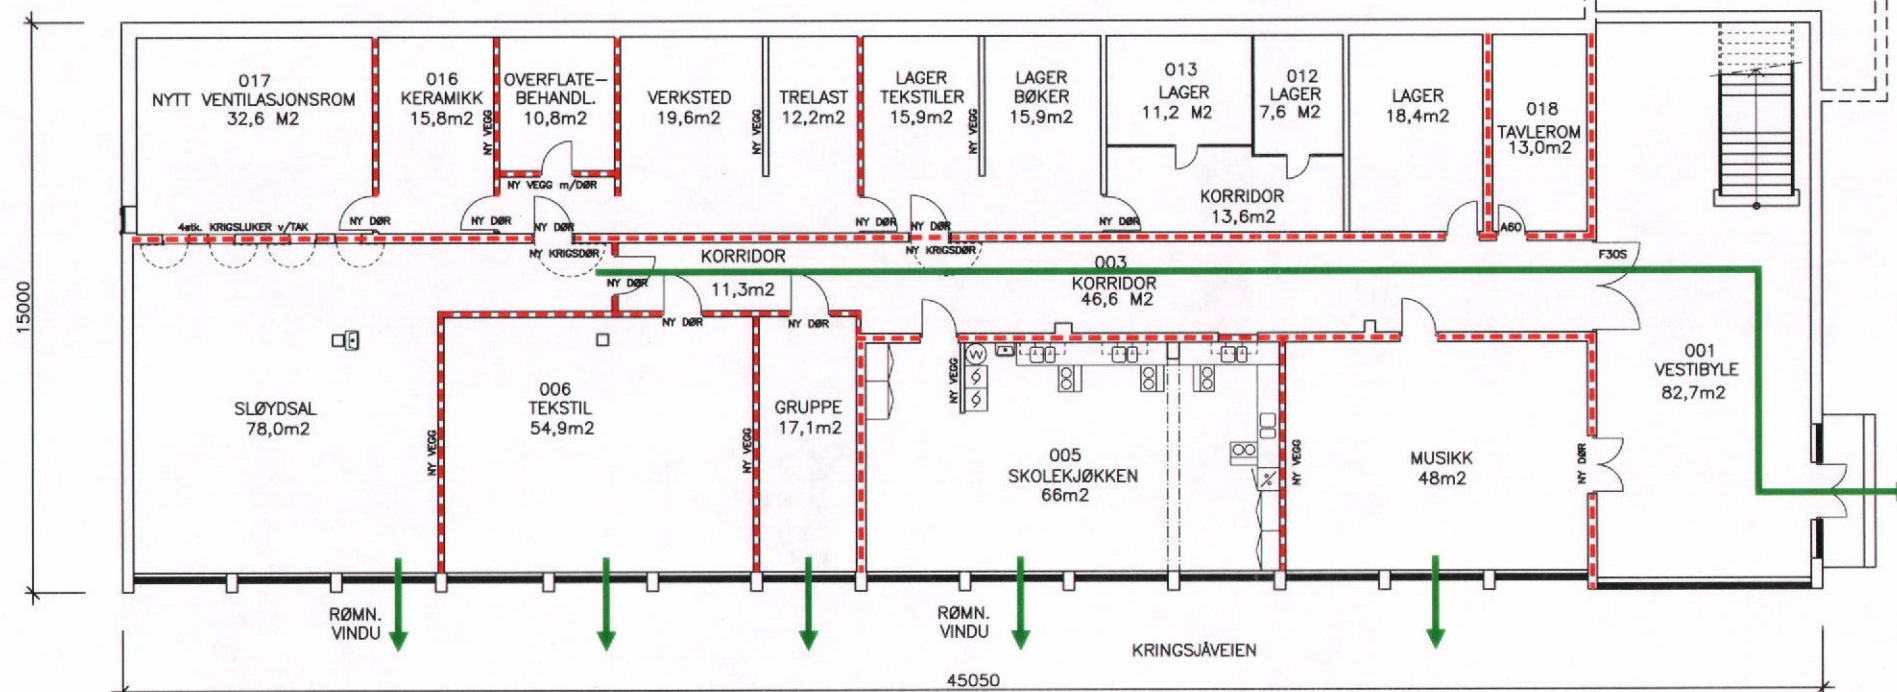 017
NYTT VENTILASJONSROM
32,6 M2
016
KERAMIKK
15,8m2
NY VEGG
OVERFLATE-
BEHANDL.
10,8m2
NY VEGG m/DØR
VERKSTED
19,6m2
NY VEGG
TRELAST
12,2m2
LAGER
TEKSTILER
15,9m2
NY VEGG
LAGER
BØKER
15,9m2
013
LAGER
11,2 M2
012
LAGER
7,6 M2
LAGER
18,4m2
018
TAVLEROM
13,0m2
KORRIDOR
13,6m2
4stk. KRIGSLUKER v/TAK
NY DØR
NY DØR
NY DØR
NY KRIGSDØR
NY DØR
NY DØR
NY KRIGSDØR
NY DØR
A60
F30S
KORRIDOR
11,3m2
NY DØR
NY DØR
NY DØR
003
KORRIDOR
46,6 M2
15000
SLØYDSAL
78,0m2
NY VEGG
006
TEKSTIL
54,9m2
NY VEGG
GRUPPE
17,1m2
NY VEGG
W
005
SKOLEKJØKKEN
66m2
NY VEGG
MUSIKK
48m2
NY DØR
001
VESTIBYLE
82,7m2
RØMN.
VINDU
RØMN.
VINDU
KRINGSJÅVEIEN
45050